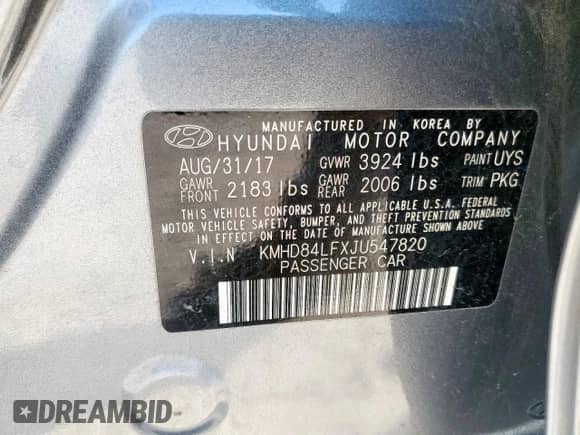 MANUFACTURED IN KOREA BY
HYUNDAI MOTOR COMPANY
AUG/31/17 GVWR 3924 lbs PAINT UYS
GAWR FRONT 2183 lbs GAWR REAR 2006 lbs TRIM PKG
THIS VEHICLE CONFORMS TO ALL APPLICABLE U.S.A. FEDERAL
MOTOR VEHICLE SAFETY, BUMPER, AND THEFT PREVENTION STANDARDS
IN EFFECT ON THE DATE OF MANUFACTURE SHOWN ABOVE
V.I.N KMHD84LFXJU547820
PASSENGER CAR
DREAMBID